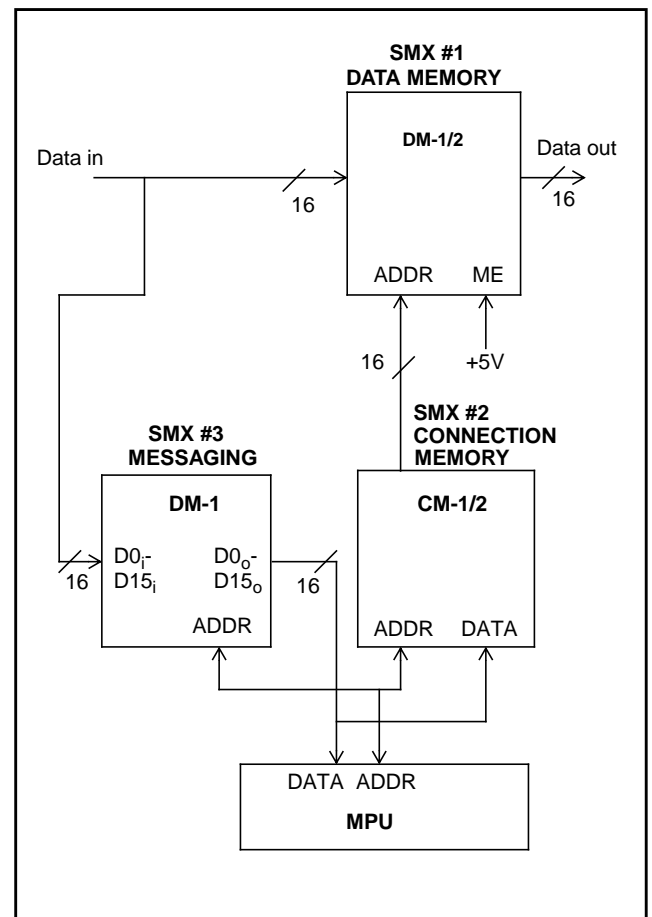 SMX #1
DATA MEMORY
DM-1/2
Data in
Data out
16
16
ADDR ME
16
+5V
SMX #2
CONNECTION
MEMORY
SMX #3
MESSAGING
DM-1
CM-1/2
D0i- D0o-
D15i D15o
16
16
ADDR
ADDR DATA
DATA ADDR
MPU